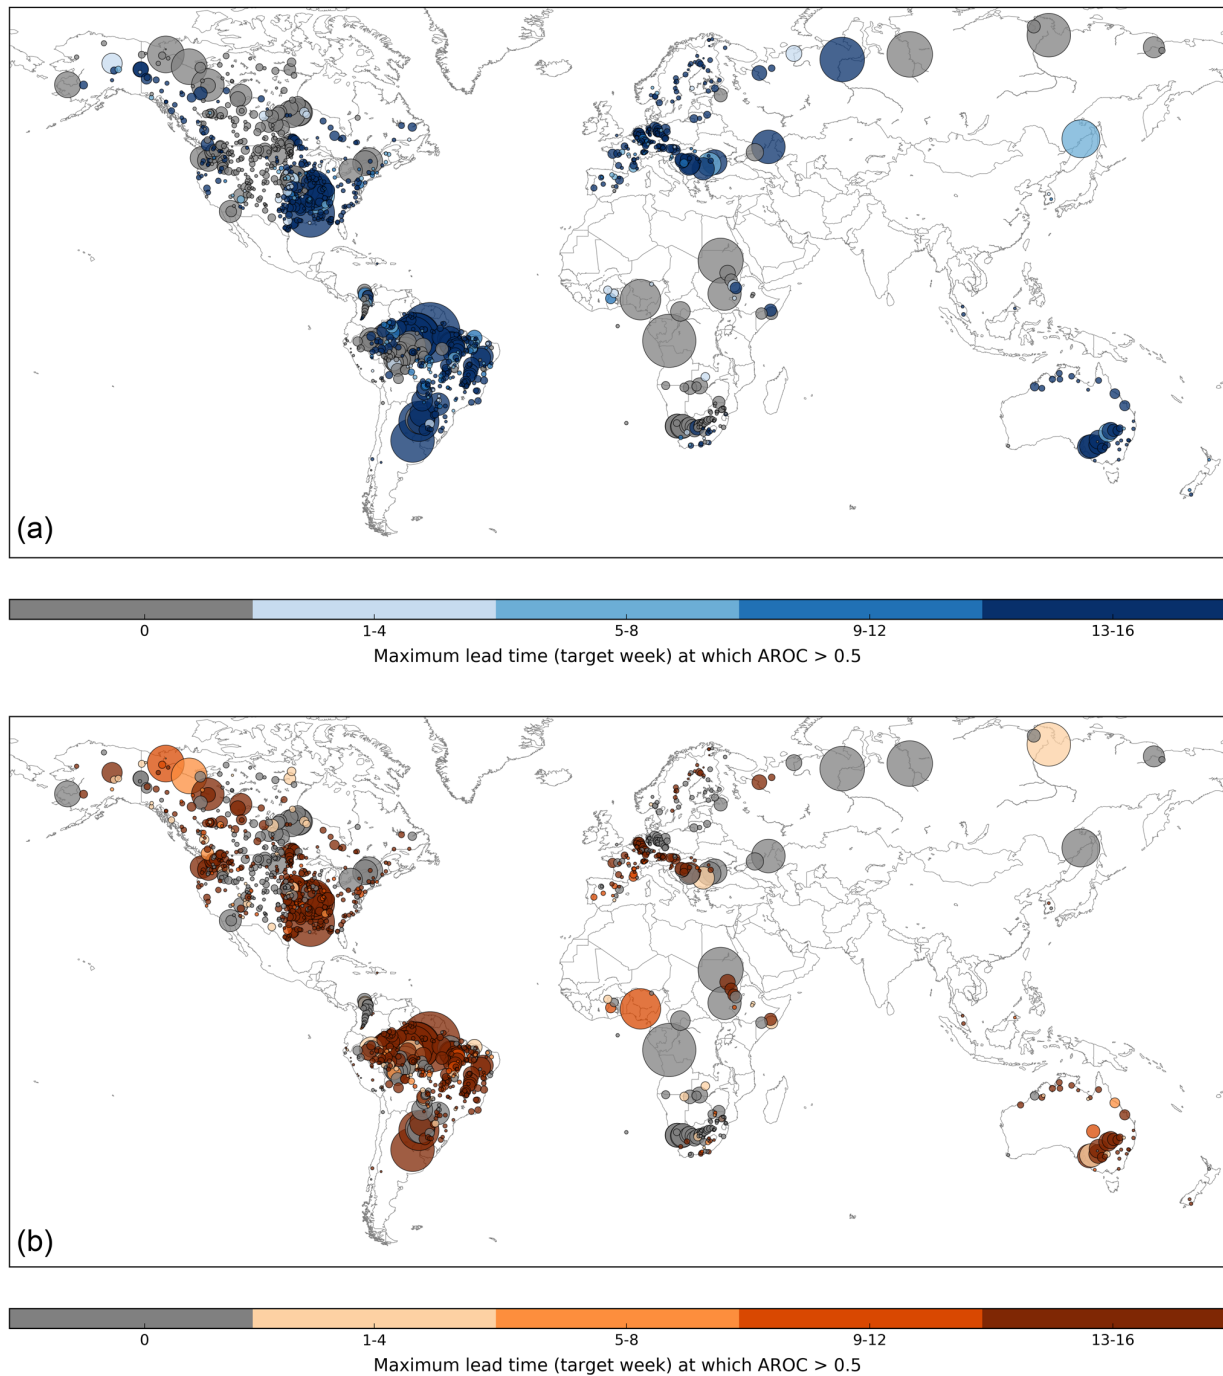 (a)
0 1-4 5-8 9-12 13-16
Maximum lead time (target week) at which AROC > 0.5
(b)
0 1-4 5-8 9-12 13-16
Maximum lead time (target week) at which AROC > 0.5